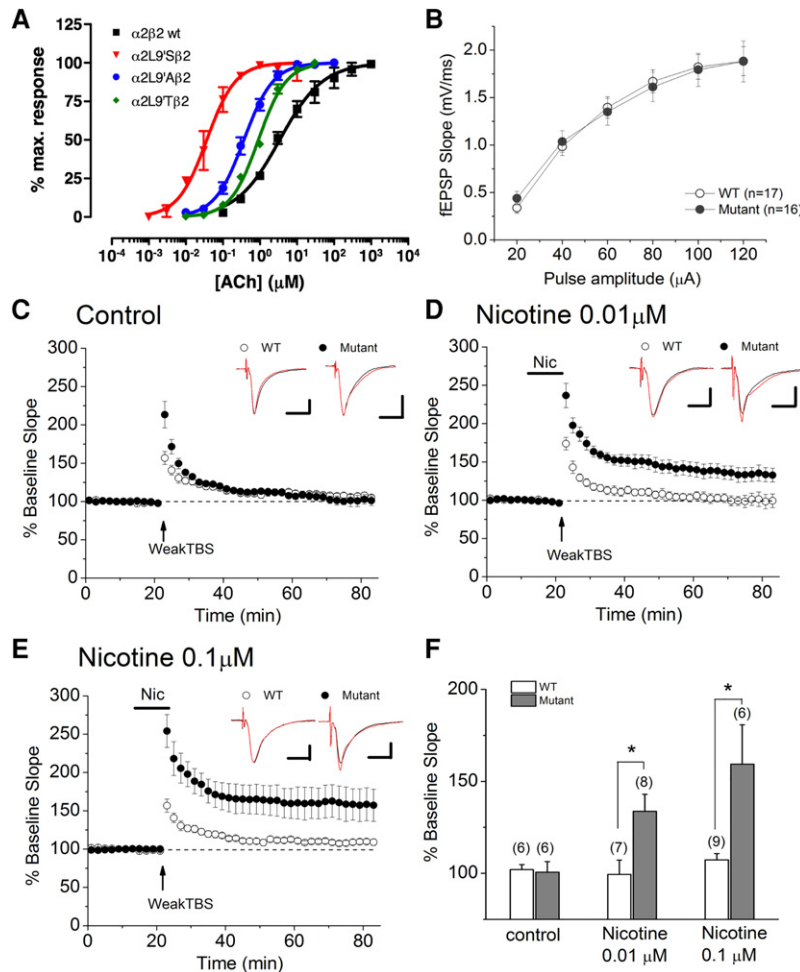 A
% max. response
125
100
75
50
25
0
α2β2 wt
α2L9'Sβ2
α2L9'Aβ2
α2L9'Tβ2
10⁻⁴ 10⁻³ 10⁻² 10⁻¹ 10⁰ 10¹ 10² 10³ 10⁴
[ACh] (μM)
B
fEPSP Slope (mV/ms)
2.0
1.5
1.0
0.5
0.0
WT (n=17)
Mutant (n=16)
20 40 60 80 100 120
Pulse amplitude (μA)
C Control
% Baseline Slope
300
250
200
150
100
50
0
WT Mutant
WeakTBS
0 20 40 60 80
Time (min)
D Nicotine 0.01μM
% Baseline Slope
300
250
200
150
100
50
0
Nic
WT Mutant
WeakTBS
0 20 40 60 80
Time (min)
E Nicotine 0.1μM
% Baseline Slope
300
250
200
150
100
50
0
Nic
WT Mutant
WeakTBS
0 20 40 60 80
Time (min)
F
% Baseline Slope
200
150
100
WT
Mutant
*
*
(6) (6) (7) (8) (9) (6)
control
Nicotine
0.01 μM
Nicotine
0.1 μM